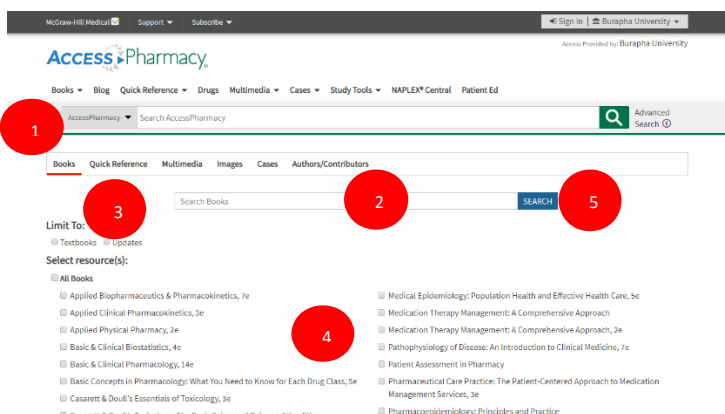 McGraw-Hill Medical Support Subscribe Sign In | Burapha University
Access Provided by: Burapha University
ACCESS Pharmacy
Books Blog Quick Reference Drugs Multimedia Cases Study Tools NAPLEX® Central Patient Ed
1
AccessPharmacy Search AccessPharmacy Advanced Search
Books Quick Reference Multimedia Images Cases Authors/Contributors
Search Books 2 SEARCH 5
3
Limit To:
Textbooks Updates
Select resource(s):
All Books
4
Applied Biopharmaceutics & Pharmacokinetics, 7e
Applied Clinical Pharmacokinetics, 3e
Applied Physical Pharmacy, 2e
Basic & Clinical Biostatistics, 4e
Basic & Clinical Pharmacology, 14e
Basic Concepts in Pharmacology: What You Need to Know for Each Drug Class, 5e
Casarett & Doull's Essentials of Toxicology, 3e
Medical Epidemiology: Population Health and Effective Health Care, 5e
Medication Therapy Management: A Comprehensive Approach
Medication Therapy Management: A Comprehensive Approach, 2e
Pathophysiology of Disease: An Introduction to Clinical Medicine, 7e
Patient Assessment in Pharmacy
Pharmaceutical Care Practice: The Patient-Centered Approach to Medication
Management Services, 3e
Pharmacoepidemiology: Principles and Practice